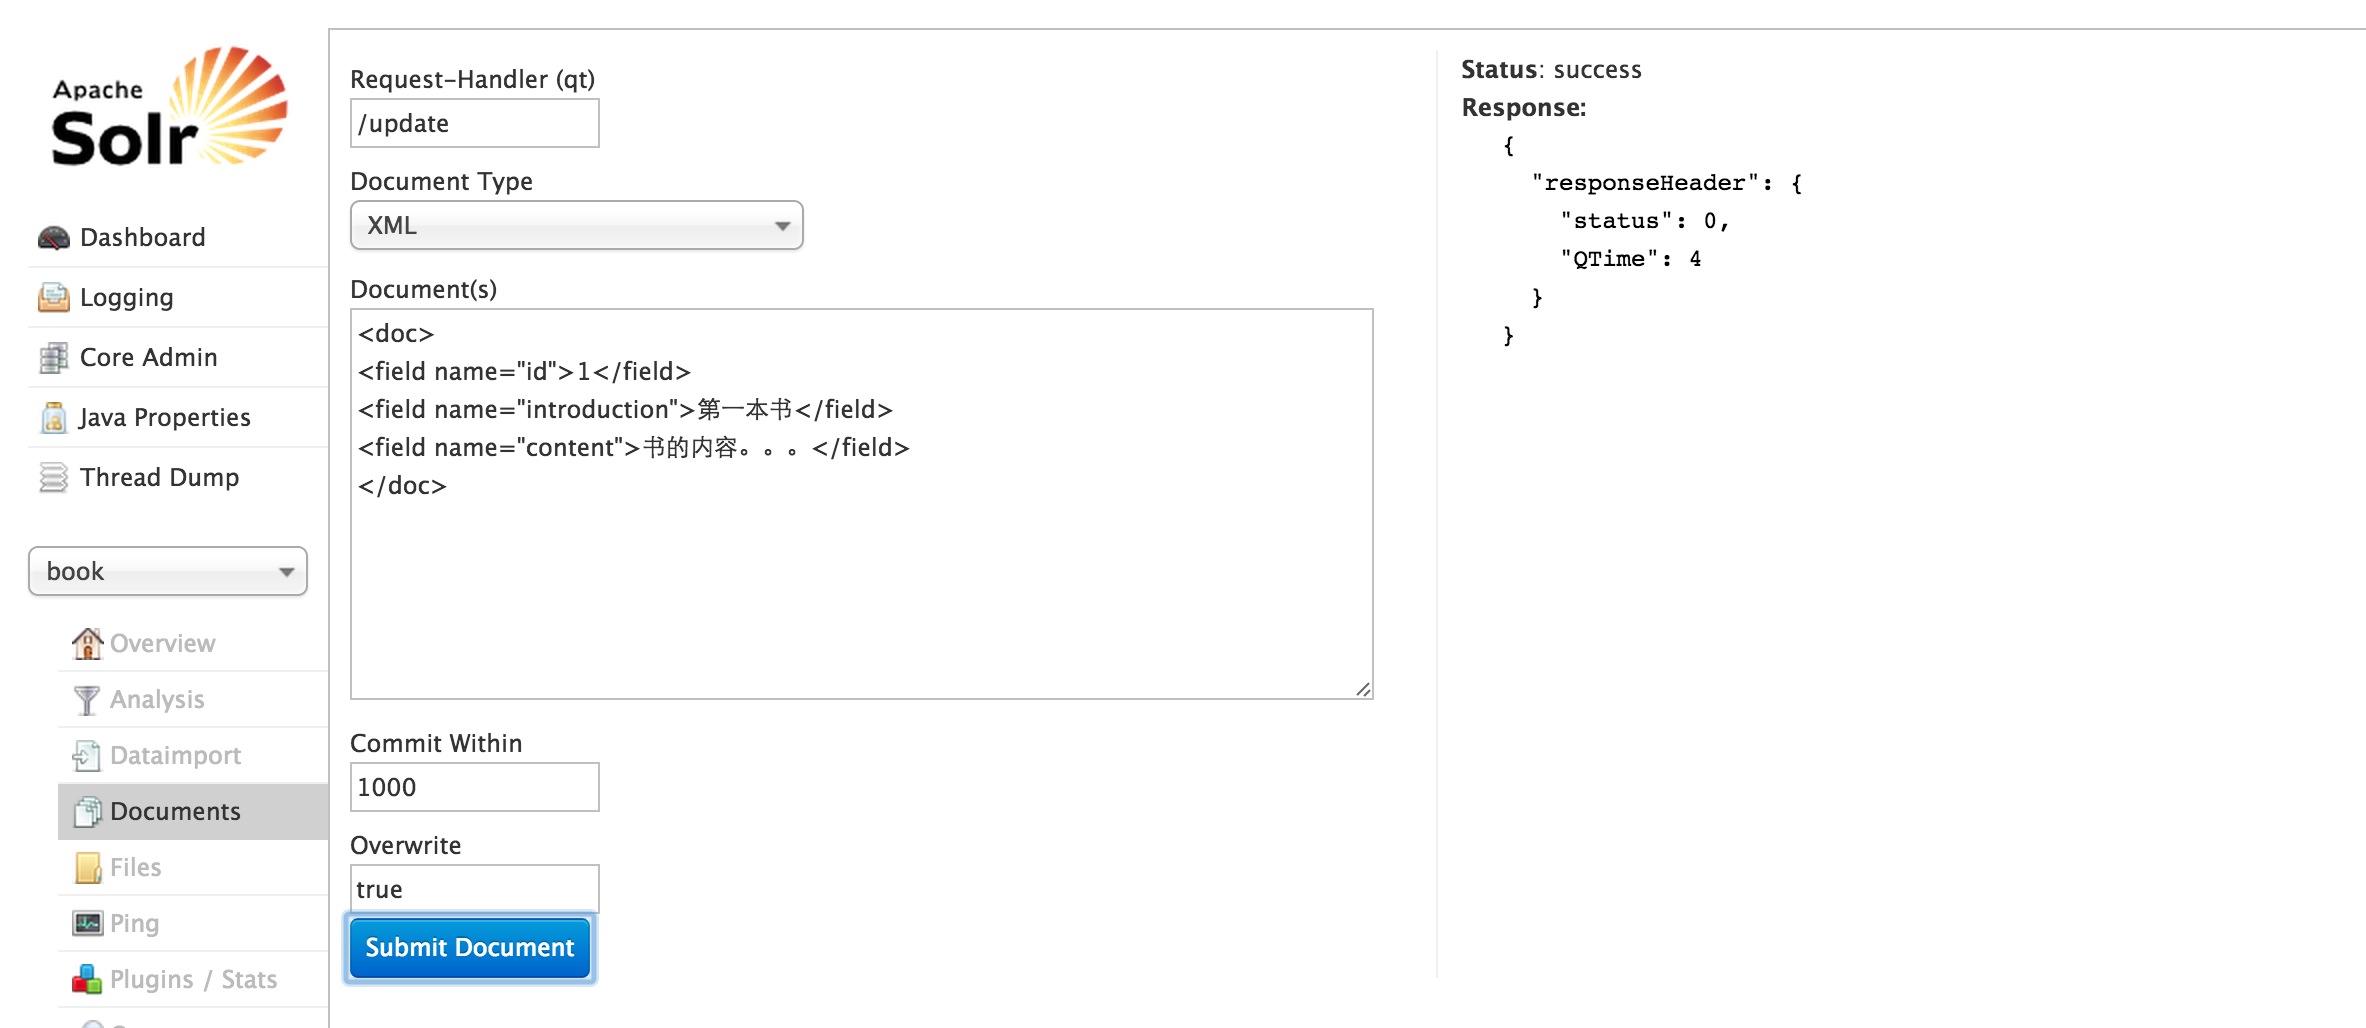 Apache
Solr
Dashboard
Logging
Core Admin
Java Properties
Thread Dump
book
Overview
Analysis
Dataimport
Documents
Files
Ping
Plugins / Stats
Request-Handler (qt)
/update
Document Type
XML
Document(s)
<doc>
<field name="id">1</field>
<field name="introduction">第一本书</field>
<field name="content">书的内容。。。</field>
</doc>
Commit Within
1000
Overwrite
true
Submit Document
Status: success
Response:
{
"responseHeader": {
"status": 0,
"QTime": 4
}
}